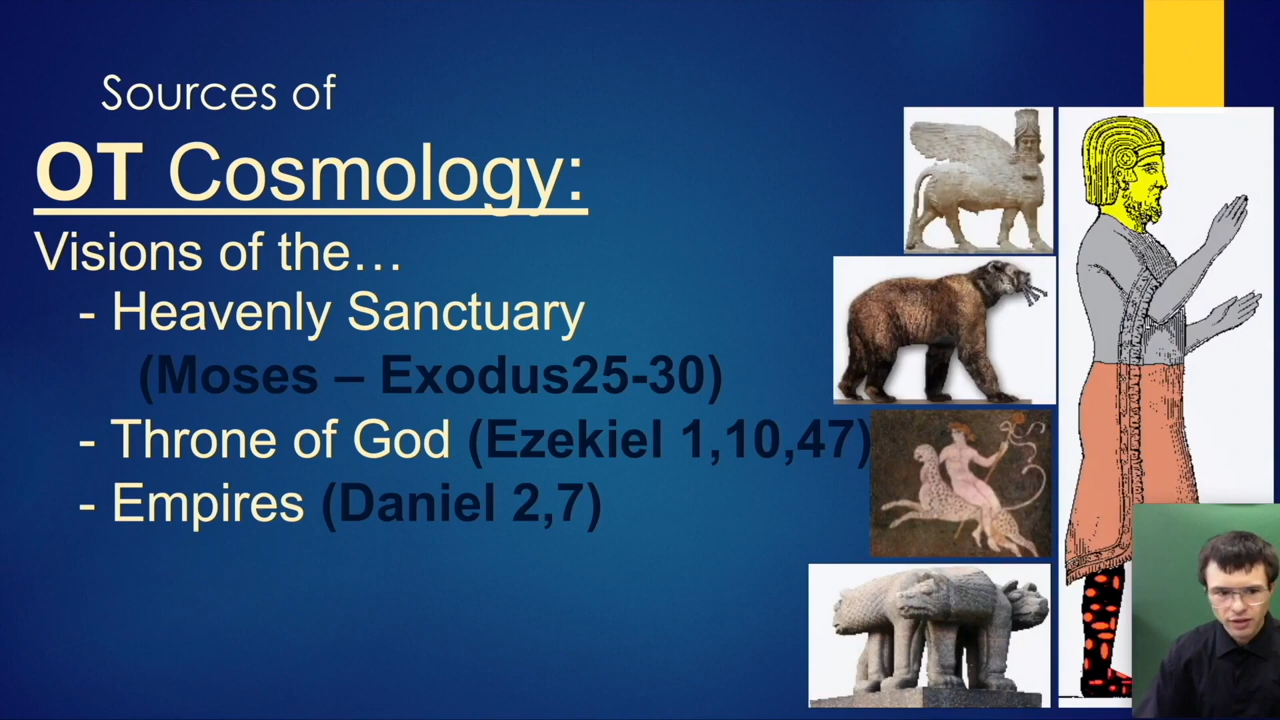 Sources of
OT Cosmology:
Visions of the…
- Heavenly Sanctuary
(Moses – Exodus25-30)
- Throne of God (Ezekiel 1,10,47)
- Empires (Daniel 2,7)